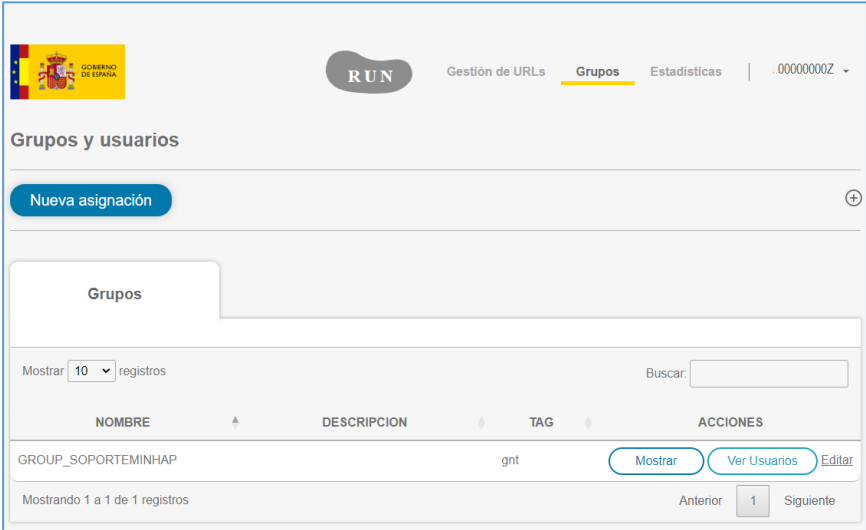 GOBIERNO
DE ESPAÑA
RUN
Gestión de URLs Grupos Estadisticas . 00000000Z
Grupos y usuarios
Nueva asignación
Grupos
Mostrar 10 registros Buscar:
NOMBRE DESCRIPCION TAG ACCIONES
GROUP_SOPORTEMINHAP gnt Mostrar Ver Usuarios Editar
Mostrando 1 a 1 de 1 registros Anterior 1 Siguiente